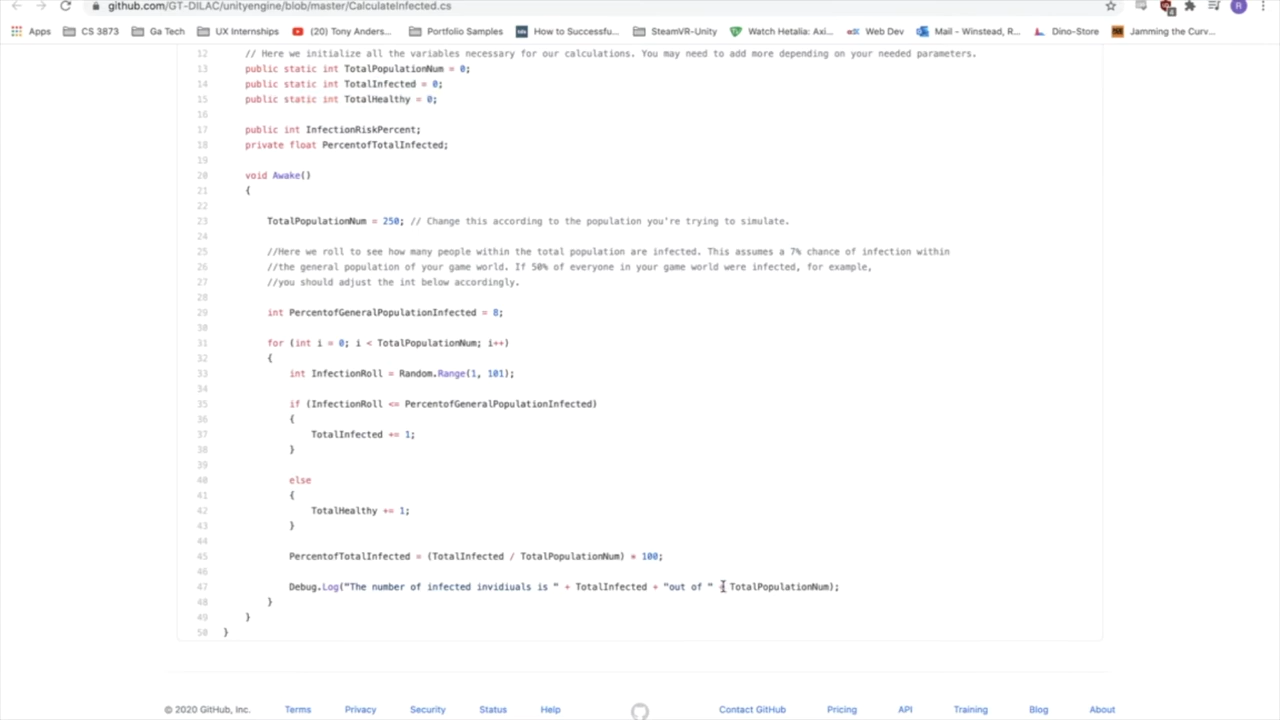 github.com/GT-DILAC/unityengine/blob/master/CalculateInfected.cs
R
Apps CS 3873 Ga Tech UX Internships (20) Tony Anders... Portfolio Samples How to Successfu... SteamVR-Unity Watch Hetalia: Axi... Web Dev Mail - Winstead, R... Dino-Store Jamming the Curv...
12 // Here we initialize all the variables necessary for our calculations. You may need to add more depending on your needed parameters.
13 public static int TotalPopulationNum = 0;
14 public static int TotalInfected = 0;
15 public static int TotalHealthy = 0;
16
17 public int InfectionRiskPercent;
18 private float PercentofTotalInfected;
19
20 void Awake()
21 {
22
23 TotalPopulationNum = 250; // Change this according to the population you're trying to simulate.
24
25 //Here we roll to see how many people within the total population are infected. This assumes a 7% chance of infection within
26 //the general population of your game world. If 50% of everyone in your game world were infected, for example,
27 //you should adjust the int below accordingly.
28
29 int PercentofGeneralPopulationInfected = 8;
30
31 for (int i = 0; i < TotalPopulationNum; i++)
32 {
33 int InfectionRoll = Random.Range(1, 101);
34
35 if (InfectionRoll <= PercentofGeneralPopulationInfected)
36 {
37 TotalInfected += 1;
38 }
39
40 else
41 {
42 TotalHealthy += 1;
43 }
44
45 PercentofTotalInfected = (TotalInfected / TotalPopulationNum) * 100;
46
47 Debug.Log("The number of infected invidiuals is " + TotalInfected + "out of " + TotalPopulationNum);
48 }
49 }
50 }
© 2020 GitHub, Inc. Terms Privacy Security Status Help Contact GitHub Pricing API Training Blog About